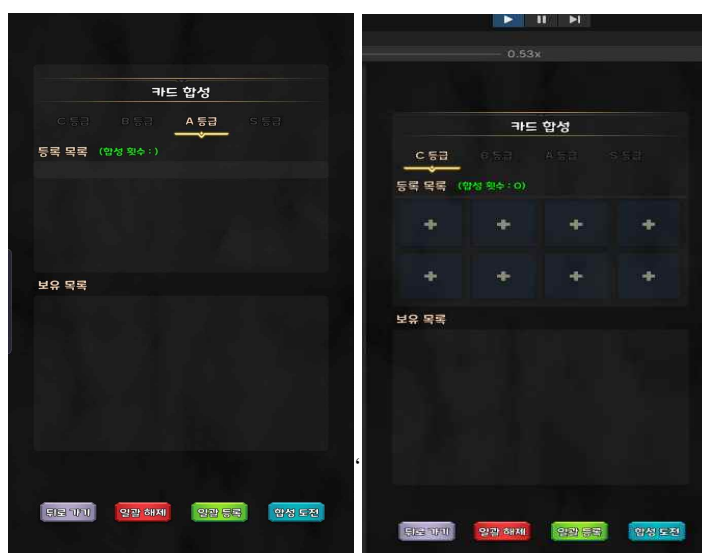 카드 합성
C 등급 B 등급 A 등급 S 등급
등록 목록 (합성 횟수 : )
보유 목록
뒤로 가기 일괄 해제 일괄 등록 합성 도전
0.53x
카드 합성
C 등급 B 등급 A 등급 S 등급
등록 목록 (합성 횟수 : 0)
보유 목록
뒤로 가기 일괄 해제 일괄 등록 합성 도전